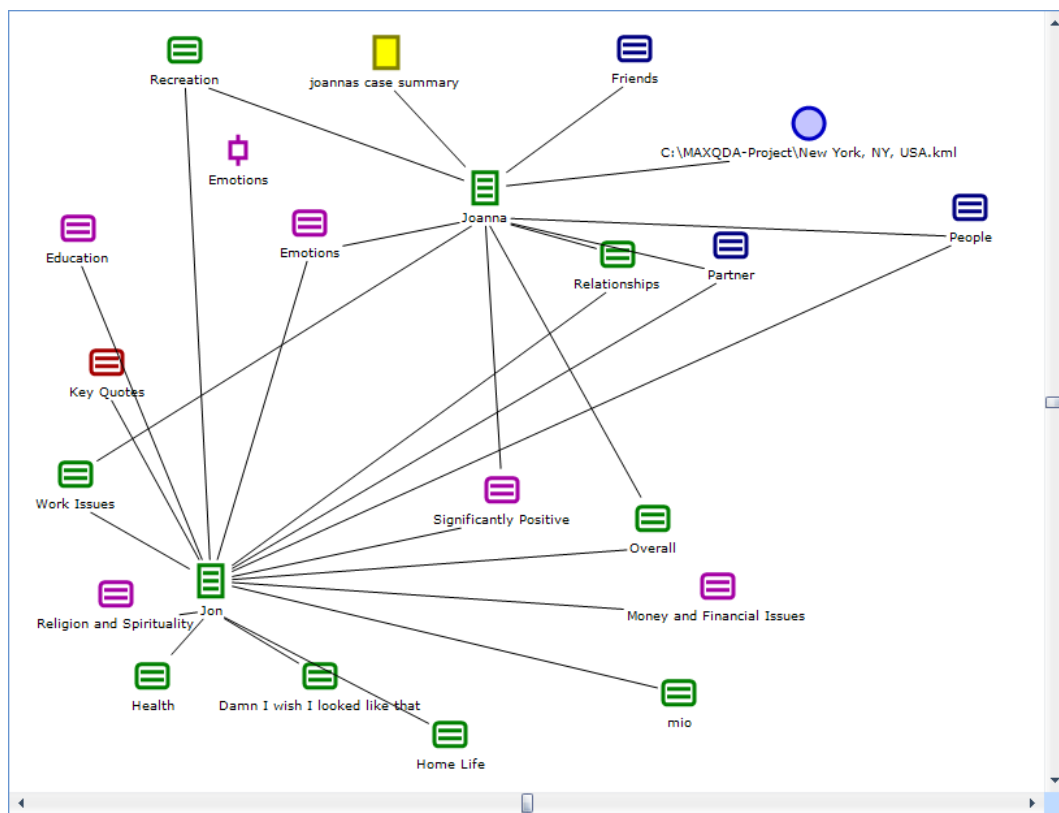 Recreation
joannas case summary
Friends
C:\MAXQDA-Project\New York, NY, USA.kml
Emotions
Joanna
People
Education
Emotions
Relationships
Partner
Key Quotes
Work Issues
Significantly Positive
Overall
Jon
Money and Financial Issues
Religion and Spirituality
Health
Damn I wish I looked like that
mio
Home Life